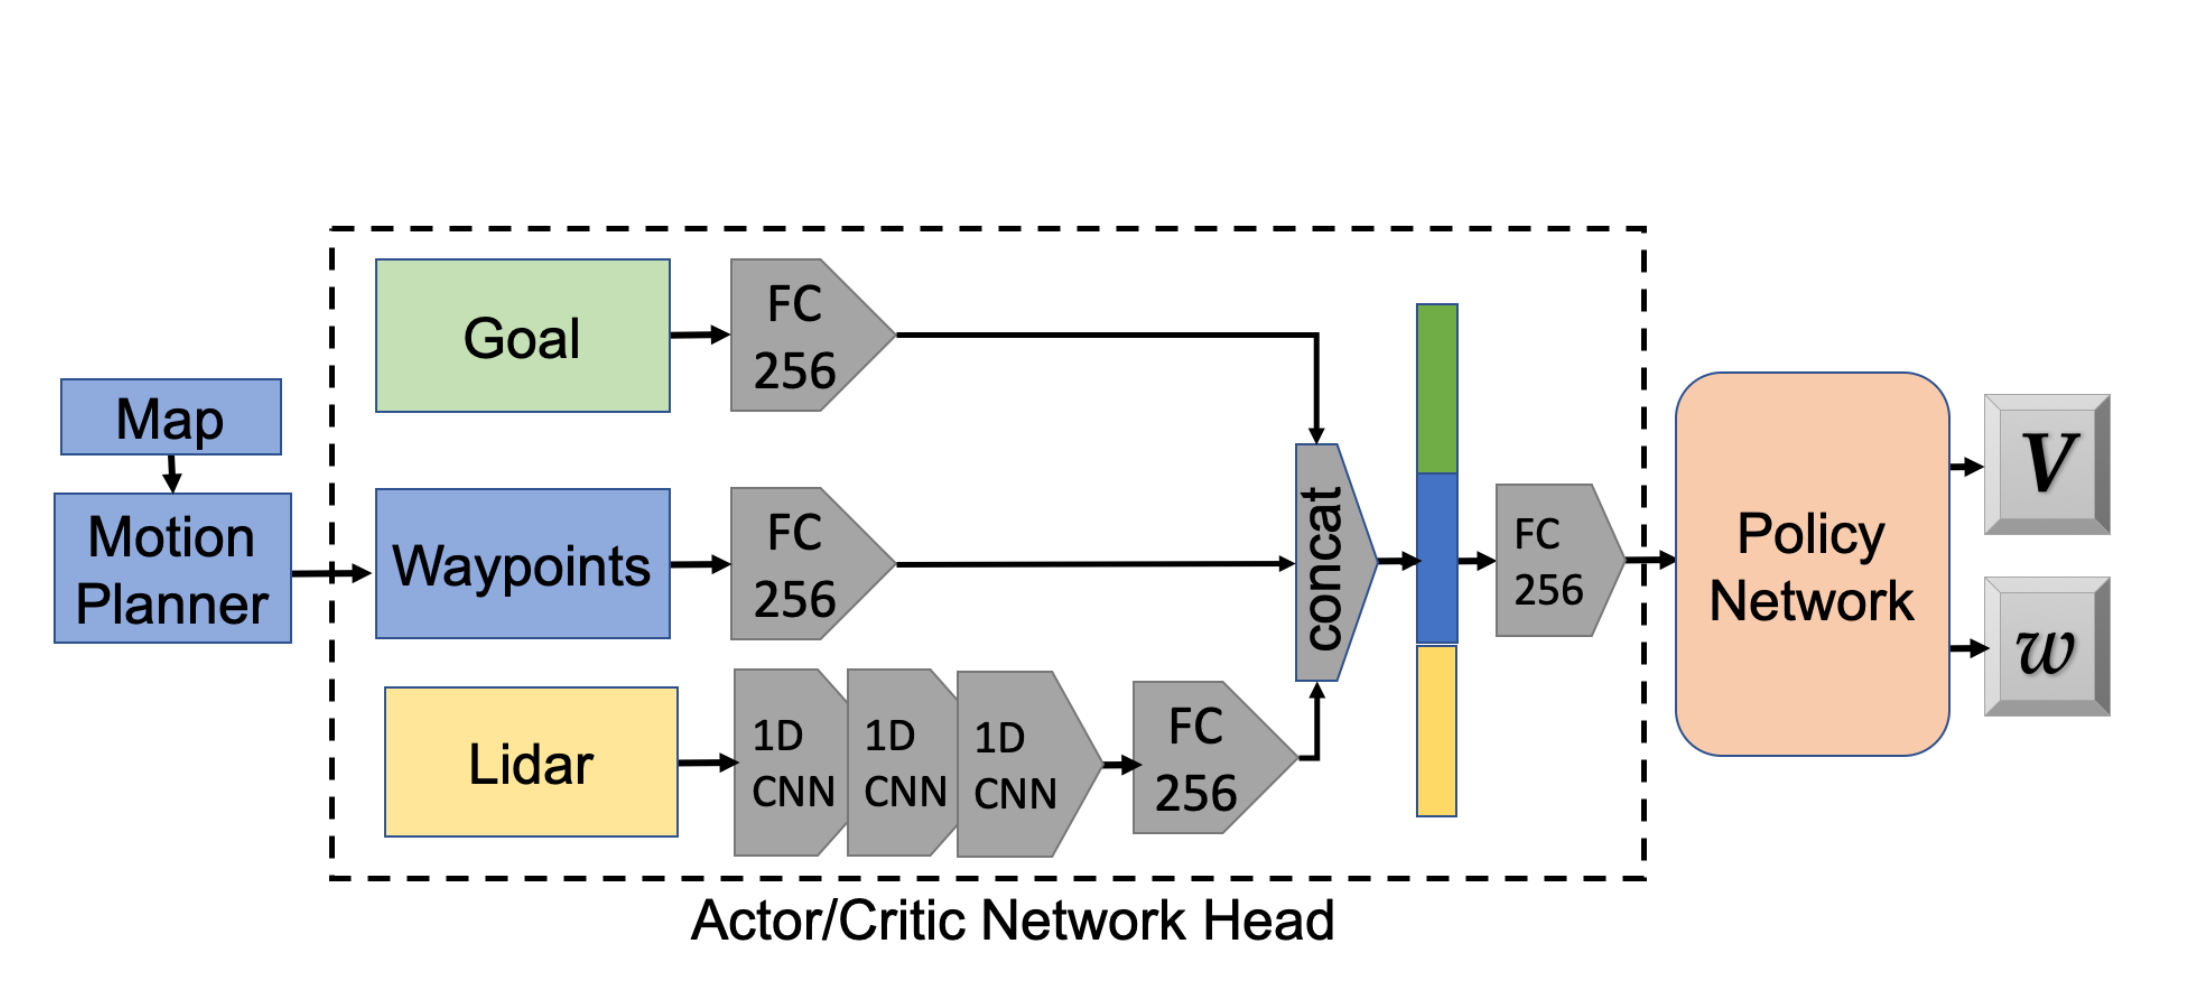 Map
Motion
Planner
Goal
FC
256
Waypoints
FC
256
Lidar
1D
CNN
1D
CNN
1D
CNN
FC
256
concat
FC
256
Policy
Network
V
w
Actor/Critic Network Head